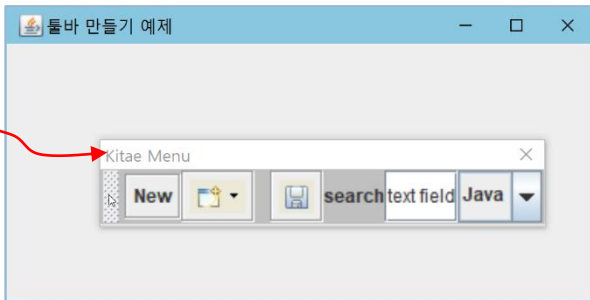 툴바 만들기 예제
Kitae Menu
New search text field Java